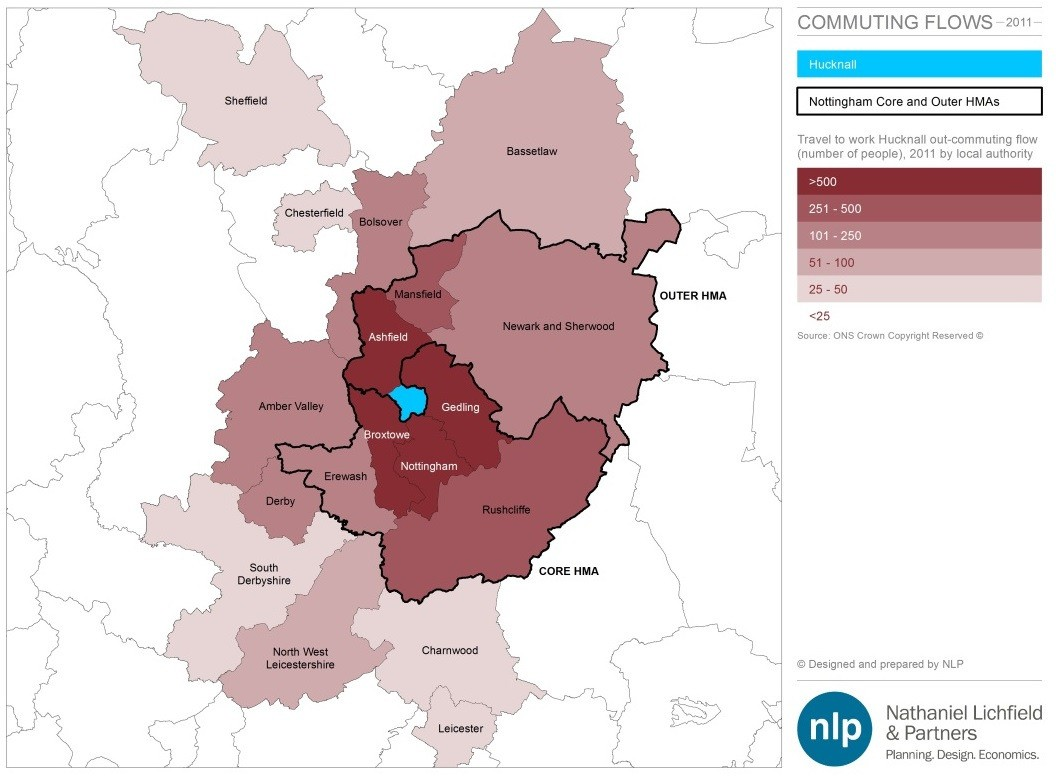 COMMUTING FLOWS –2011–
Hucknall
Nottingham Core and Outer HMAs
Travel to work Hucknall out-commuting flow
(number of people), 2011 by local authority
>500
251 - 500
101 - 250
51 - 100
25 - 50
<25
Source: ONS Crown Copyright Reserved ©
Sheffield
Bassetlaw
Chesterfield
Bolsover
Mansfield
OUTER HMA
Newark and Sherwood
Ashfield
Amber Valley
Gedling
Broxtowe
Nottingham
Erewash
Derby
Rushcliffe
CORE HMA
South
Derbyshire
North West
Leicestershire
Charnwood
Leicester
© Designed and prepared by NLP
nlp
Nathaniel Lichfield
& Partners
Planning. Design. Economics.